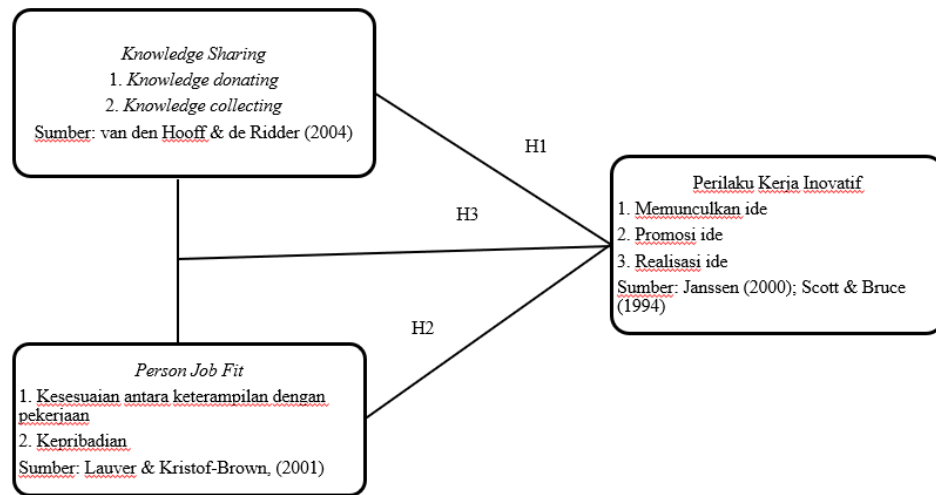 Knowledge Sharing
1. Knowledge donating
2. Knowledge collecting
Sumber: van den Hooff & de Ridder (2004)
H1
H3
H2
Perilaku Kerja Inovatif
1. Memunculkan ide
2. Promosi ide
3. Realisasi ide
Sumber: Janssen (2000); Scott & Bruce
(1994)
Person Job Fit
1. Kesesuaian antara keterampilan dengan
pekerjaan
2. Kepribadian
Sumber: Lauver & Kristof-Brown, (2001)